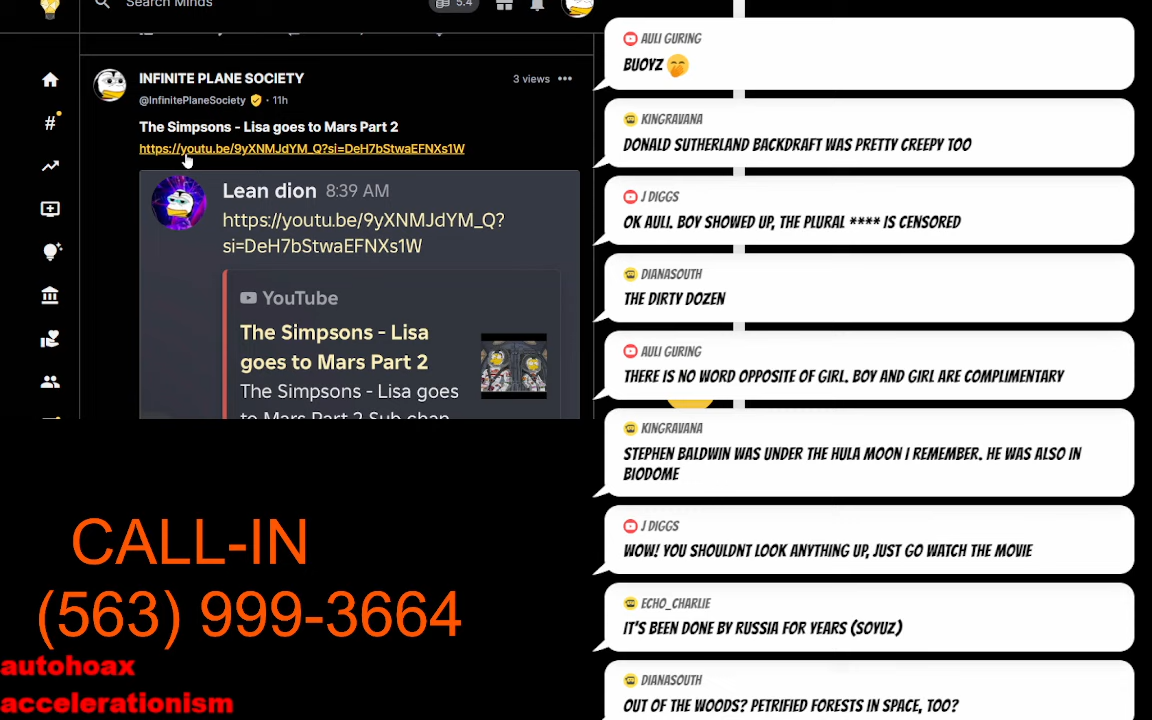 Search Minds
5.4
INFINITE PLANE SOCIETY
3 views
@InfinitePlaneSociety · 11h
The Simpsons - Lisa goes to Mars Part 2
https://youtu.be/9yXNMJdYM_Q?si=DeH7bStwaEFNXs1W
Lean dion 8:39 AM
https://youtu.be/9yXNMJdYM_Q?
si=DeH7bStwaEFNXs1W
YouTube
The Simpsons - Lisa
goes to Mars Part 2
The Simpsons - Lisa goes
to Mars Part 2 Sub chan
CALL-IN
(563) 999-3664
autohoax
accelerationism
AULI GURING
BUOYZ
KINGRAVANA
DONALD SUTHERLAND BACKDRAFT WAS PRETTY CREEPY TOO
J DIGGS
OK AULI. BOY SHOWED UP, THE PLURAL **** IS CENSORED
DIANASOUTH
THE DIRTY DOZEN
AULI GURING
THERE IS NO WORD OPPOSITE OF GIRL. BOY AND GIRL ARE COMPLIMENTARY
KINGRAVANA
STEPHEN BALDWIN WAS UNDER THE HULA MOON I REMEMBER. HE WAS ALSO IN
BIODOME
J DIGGS
WOW! YOU SHOULDNT LOOK ANYTHING UP, JUST GO WATCH THE MOVIE
ECHO_CHARLIE
IT'S BEEN DONE BY RUSSIA FOR YEARS (SOYUZ)
DIANASOUTH
OUT OF THE WOODS? PETRIFIED FORESTS IN SPACE, TOO?